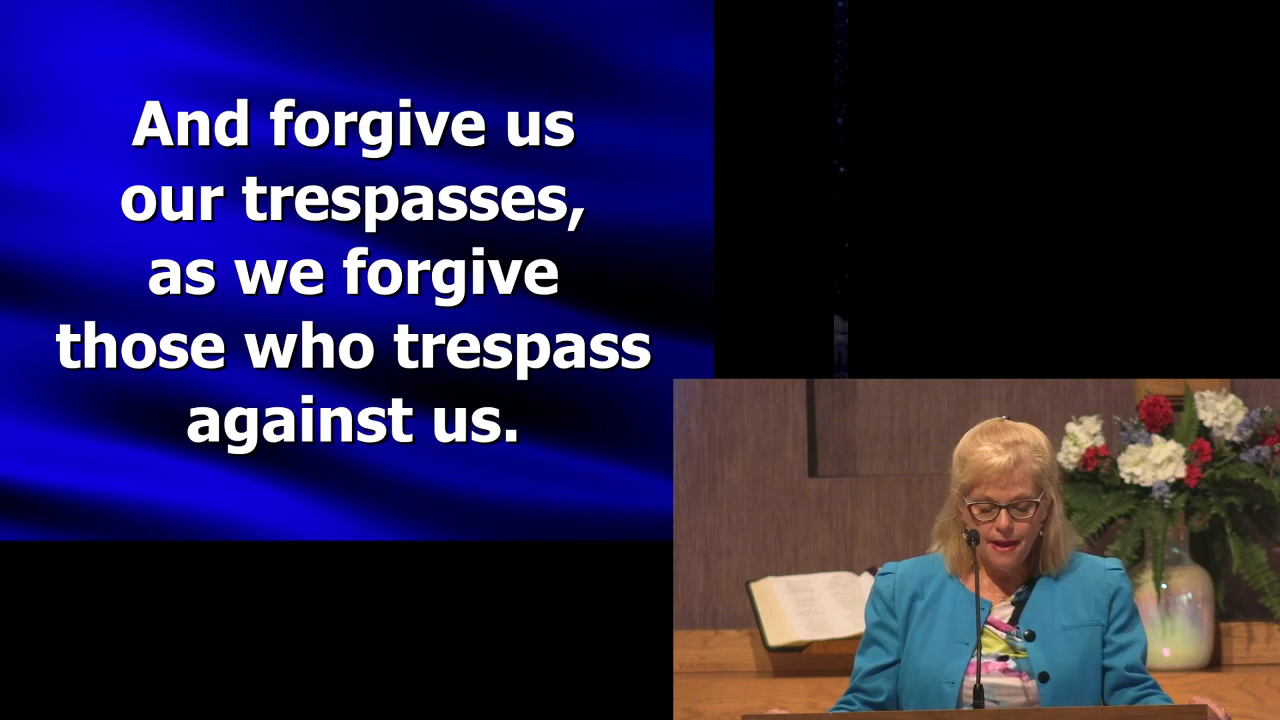 And forgive us
our trespasses,
as we forgive
those who trespass
against us.